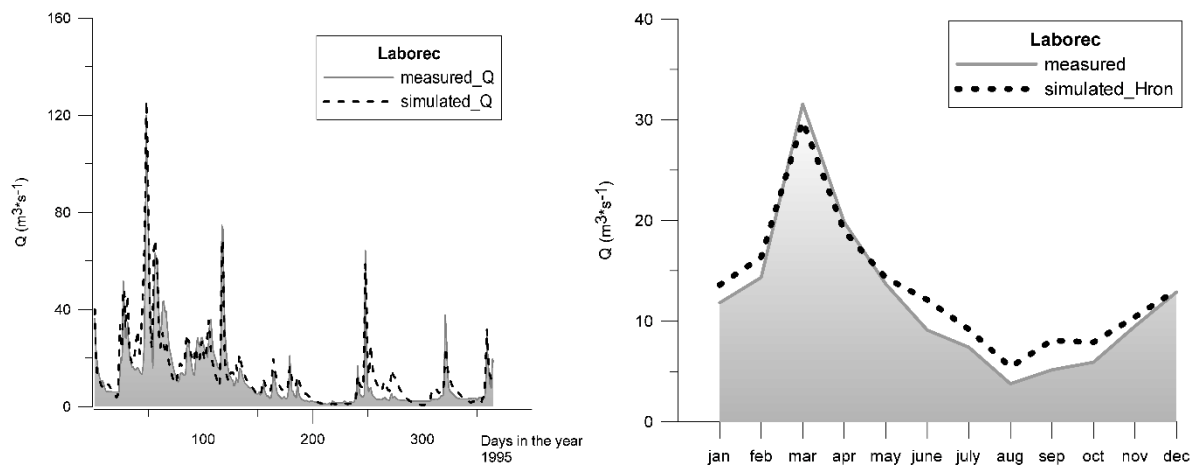 160
120
80
40
0
Q (m³*s⁻¹)
Laborec
measured_Q
simulated_Q
100
200
300
Days in the year
1995
40
30
20
10
0
Q (m³*s⁻¹)
Laborec
measured
simulated_Hron
jan feb mar apr may june july aug sep oct nov dec